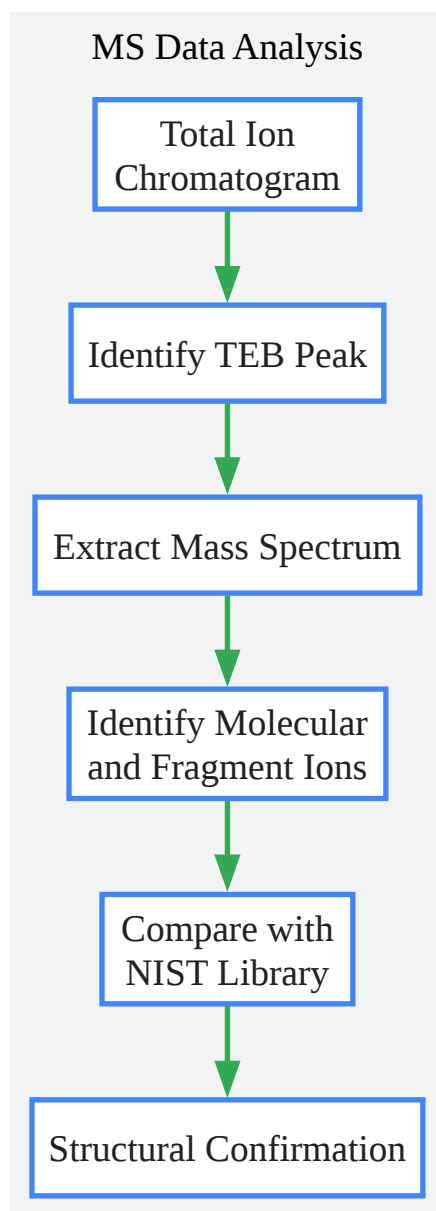 MS Data Analysis
Total Ion
Chromatogram
Identify TEB Peak
Extract Mass Spectrum
Identify Molecular
and Fragment Ions
Compare with
NIST Library
Structural Confirmation